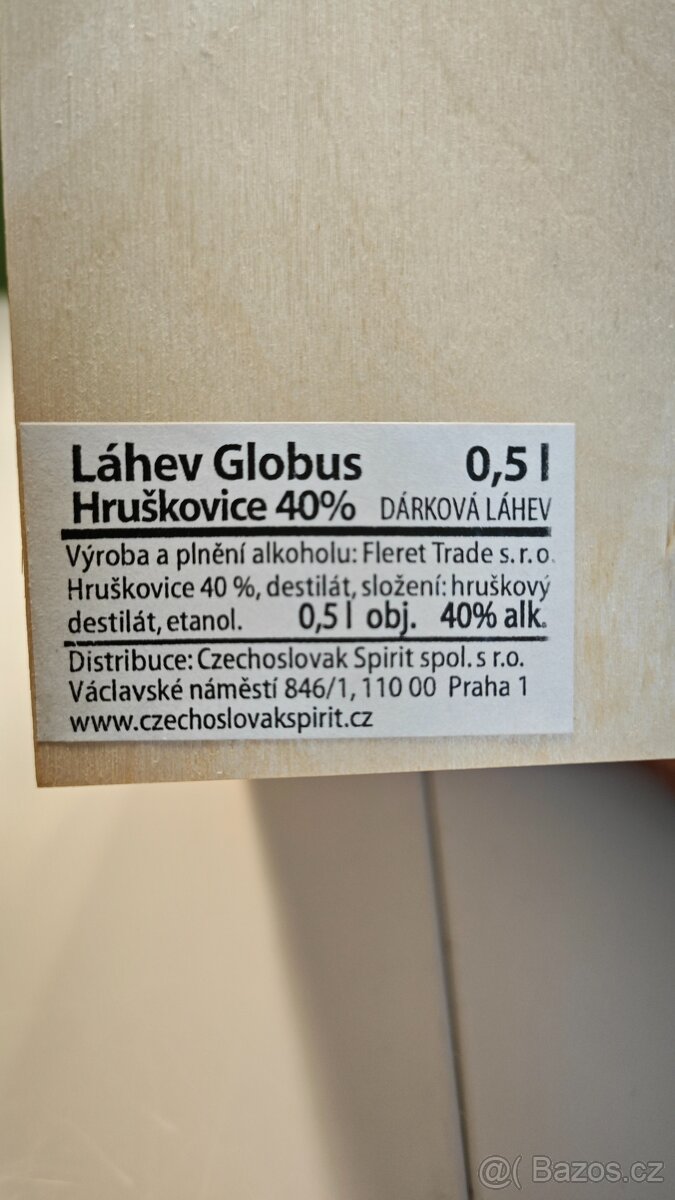 Láhev Globus 0,5 l
Hruškovice 40% DÁRKOVÁ LÁHEV
Výroba a plnění alkoholu: Fleret Trade s.r.o.
Hruškovice 40 %, destilát, složení: hruškový
destilát, etanol. 0,5 l obj. 40% alk.
Distribuce: Czechoslovak Spirit spol. s r.o.
Václavské náměstí 846/1, 110 00 Praha 1
www.czechoslovakspirit.cz
@( Bazos.cz